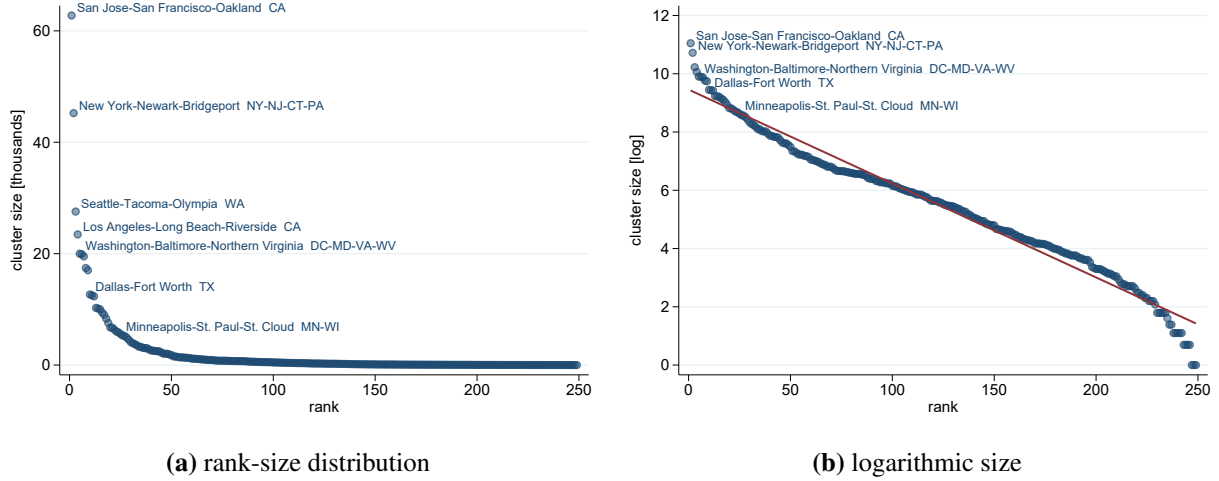 San Jose-San Francisco-Oakland CA
New York-Newark-Bridgeport NY-NJ-CT-PA
Seattle-Tacoma-Olympia WA
Los Angeles-Long Beach-Riverside CA
Washington-Baltimore-Northern Virginia DC-MD-VA-WV
Dallas-Fort Worth TX
Minneapolis-St. Paul-St. Cloud MN-WI
cluster size [thousands]
60
40
20
0
0 50 100 150 200 250
rank
(a) rank-size distribution
San Jose-San Francisco-Oakland CA
New York-Newark-Bridgeport NY-NJ-CT-PA
Washington-Baltimore-Northern Virginia DC-MD-VA-WV
Dallas-Fort Worth TX
Minneapolis-St. Paul-St. Cloud MN-WI
cluster size [log]
12
10
8
6
4
2
0
0 50 100 150 200 250
rank
(b) logarithmic size